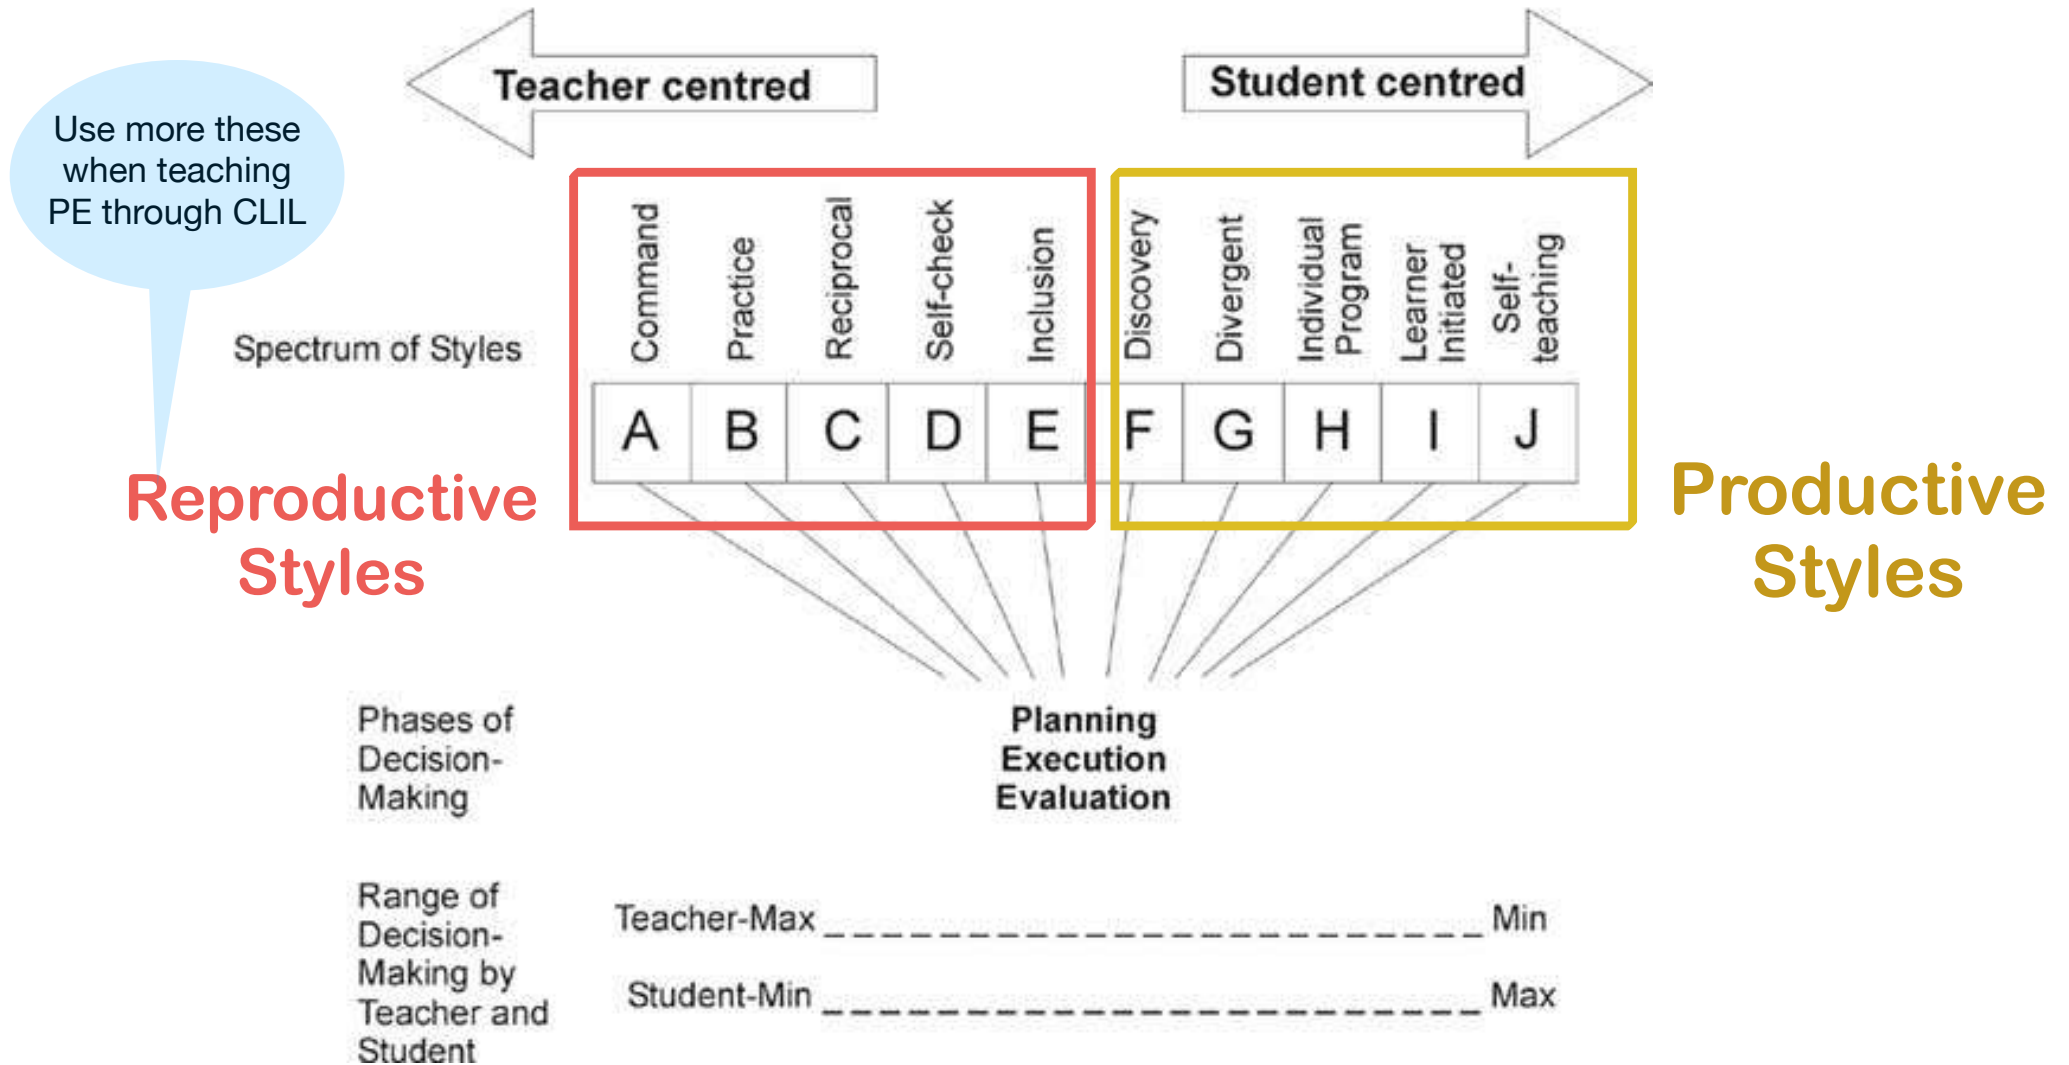 Teacher centred
Student centred
Use more these
when teaching
PE through CLIL
Spectrum of Styles
Command
Practice
Reciprocal
Self-check
Inclusion
Discovery
Divergent
Individual
Program
Learner
Initiated
Self-
teaching
A B C D E F G H I J
Reproductive
Styles
Productive
Styles
Phases of
Decision-
Making
Planning
Execution
Evaluation
Range of
Decision-
Making by
Teacher and
Student
Teacher-Max Min
Student-Min Max